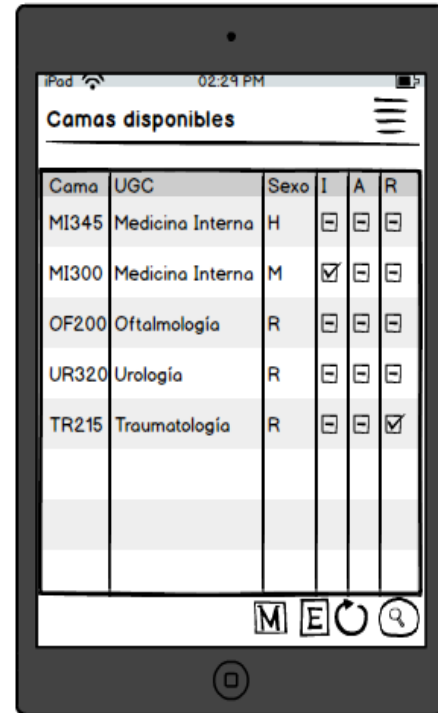 iPod 02:29 PM
Camas disponibles
Cama UGC Sexo I A R
MI345 Medicina Interna H
MI300 Medicina Interna M
OF200 Oftalmología R
UR320 Urología R
TR215 Traumatología R
M E